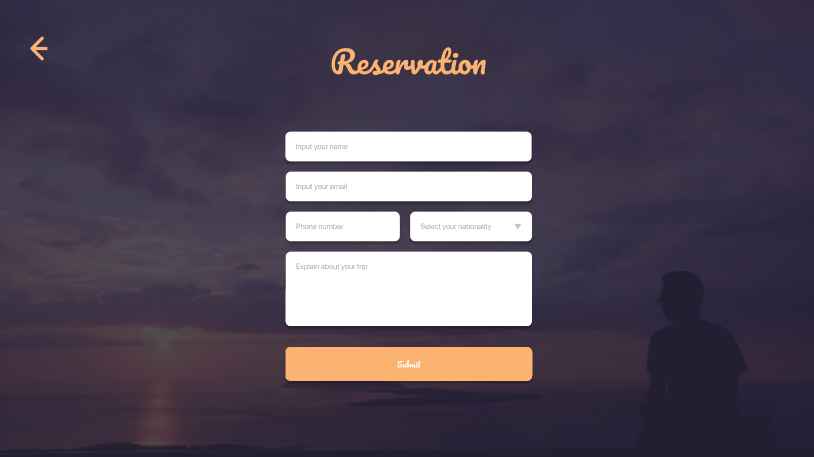 Reservation
Input your name
Input your email
Phone number
Select your nationality
Explain about your trip
Submit